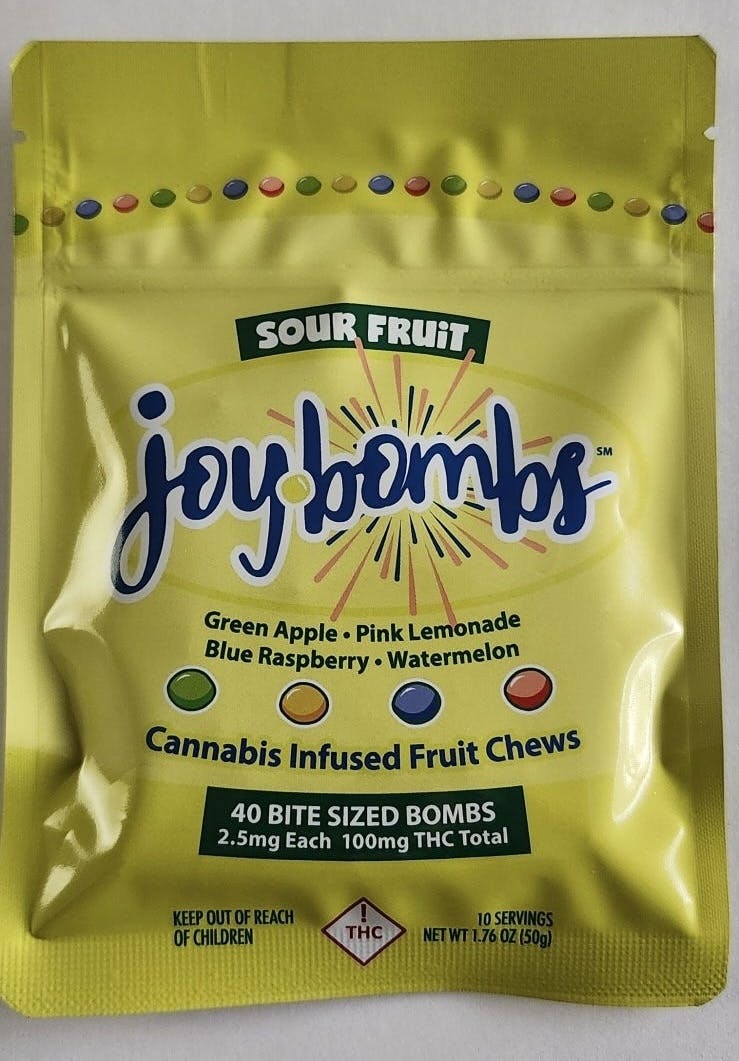 SOUR FRUiT
joy·bombs℠
Green Apple • Pink Lemonade
Blue Raspberry • Watermelon
Cannabis Infused Fruit Chews
40 BITE SIZED BOMBS
2.5mg Each 100mg THC Total
KEEP OUT OF REACH
OF CHILDREN
!
THC
10 SERVINGS
NET WT 1.76 OZ (50g)